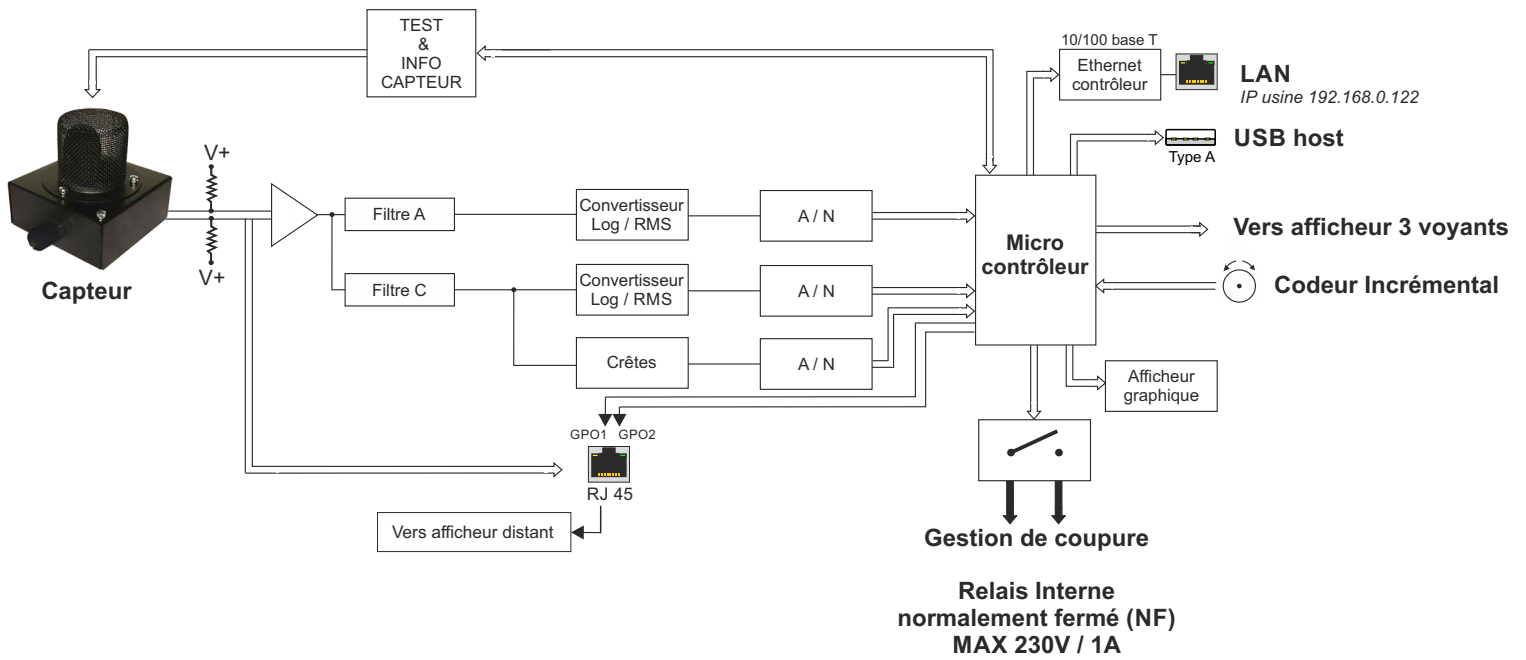 TEST
&
INFO
CAPTEUR
10/100 base T
Ethernet
contrôleur
LAN
IP usine 192.168.0.122
USB host
Type A
V+
V+
Capteur
Filtre A
Convertisseur
Log / RMS
A / N
Filtre C
Convertisseur
Log / RMS
A / N
Crêtes
A / N
Micro
contrôleur
Vers afficheur 3 voyants
Codeur Incrémental
Afficheur
graphique
GPO1 GPO2
RJ 45
Vers afficheur distant
Gestion de coupure
Relais Interne
normalement fermé (NF)
MAX 230V / 1A